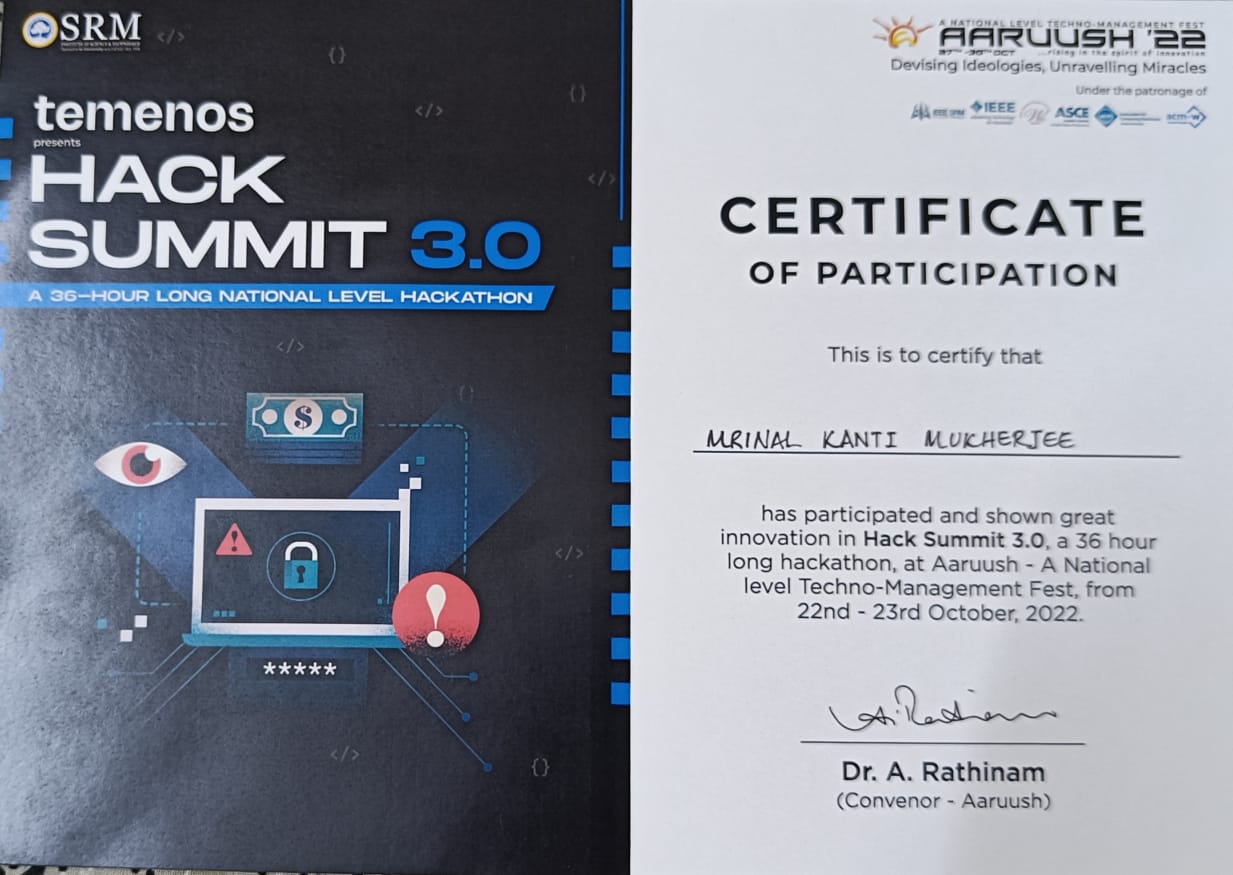 SRM
INSTITUTE OF SCIENCE & TECHNOLOGY
temenos
presents
HACK
SUMMIT 3.0
A 36-HOUR LONG NATIONAL LEVEL HACKATHON
$
*****
A NATIONAL LEVEL TECHNO-MANAGEMENT FEST
AARUUSH '22
27TH-30TH OCT ...rising in the spirit of innovation
Devising Ideologies, Unravelling Miracles
Under the patronage of
IEEE SRM IEEE ASCE acm-w
CERTIFICATE
OF PARTICIPATION
This is to certify that
MRINAL KANTI MUKHERJEE
has participated and shown great
innovation in Hack Summit 3.0, a 36 hour
long hackathon, at Aaruush - A National
level Techno-Management Fest, from
22nd - 23rd October, 2022.
A. Rathinam
Dr. A. Rathinam
(Convenor - Aaruush)